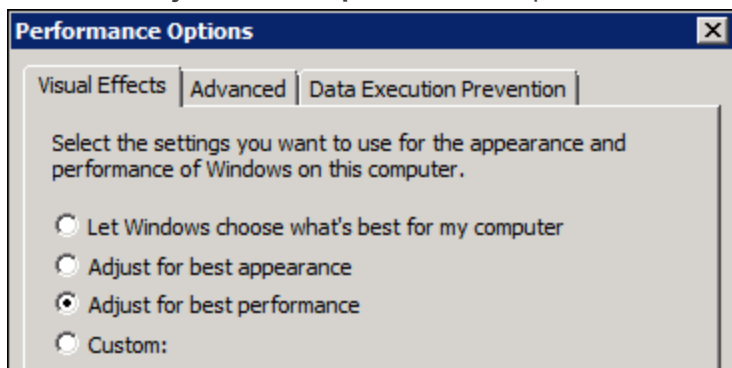 Performance Options
Visual Effects Advanced Data Execution Prevention
Select the settings you want to use for the appearance and
performance of Windows on this computer.
Let Windows choose what's best for my computer
Adjust for best appearance
Adjust for best performance
Custom: